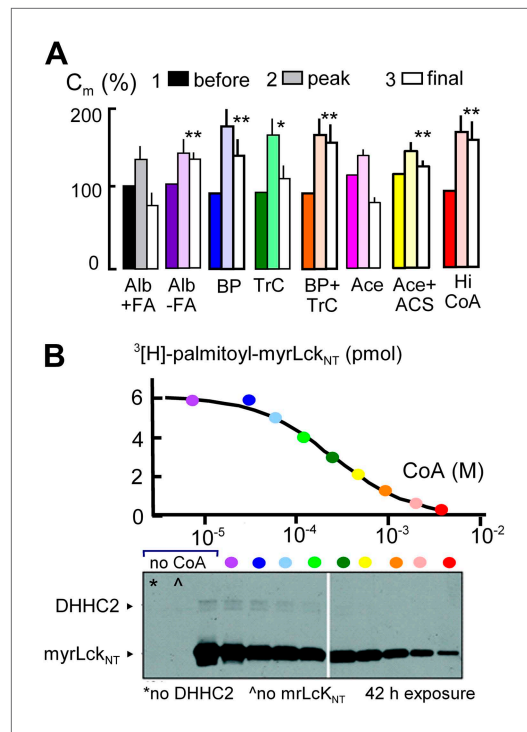 A
Cm (%)
1 before 2 peak 3 final
200
100
0
** ** * ** ** **
Alb +FA
Alb -FA
BP
TrC
BP+ TrC
Ace
Ace+ ACS
Hi CoA
B
³[H]-palmitoyl-myrLckNT (pmol)
6
4
2
0
CoA (M)
10⁻⁵ 10⁻⁴ 10⁻³ 10⁻²
no CoA
* ^
DHHC2
myrLckNT
*no DHHC2 ^no mrLcKNT 42 h exposure